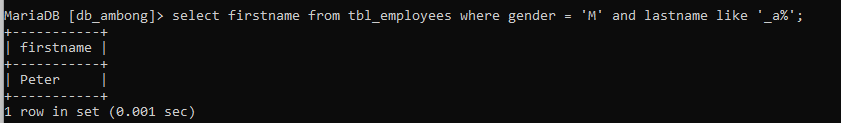 MariaDB [db_ambong]> select firstname from tbl_employees where gender = 'M' and lastname like '_a%';
+-----------+
| firstname |
+-----------+
| Peter     |
+-----------+
1 row in set (0.001 sec)